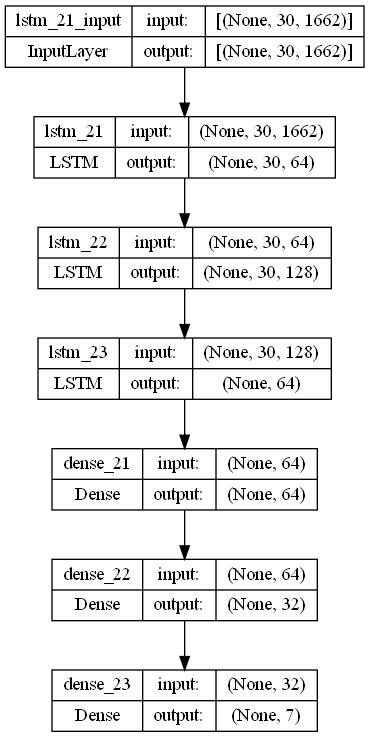 lstm_21_input input: [(None, 30, 1662)]
InputLayer output: [(None, 30, 1662)]
lstm_21 input: (None, 30, 1662)
LSTM output: (None, 30, 64)
lstm_22 input: (None, 30, 64)
LSTM output: (None, 30, 128)
lstm_23 input: (None, 30, 128)
LSTM output: (None, 64)
dense_21 input: (None, 64)
Dense output: (None, 64)
dense_22 input: (None, 64)
Dense output: (None, 32)
dense_23 input: (None, 32)
Dense output: (None, 7)